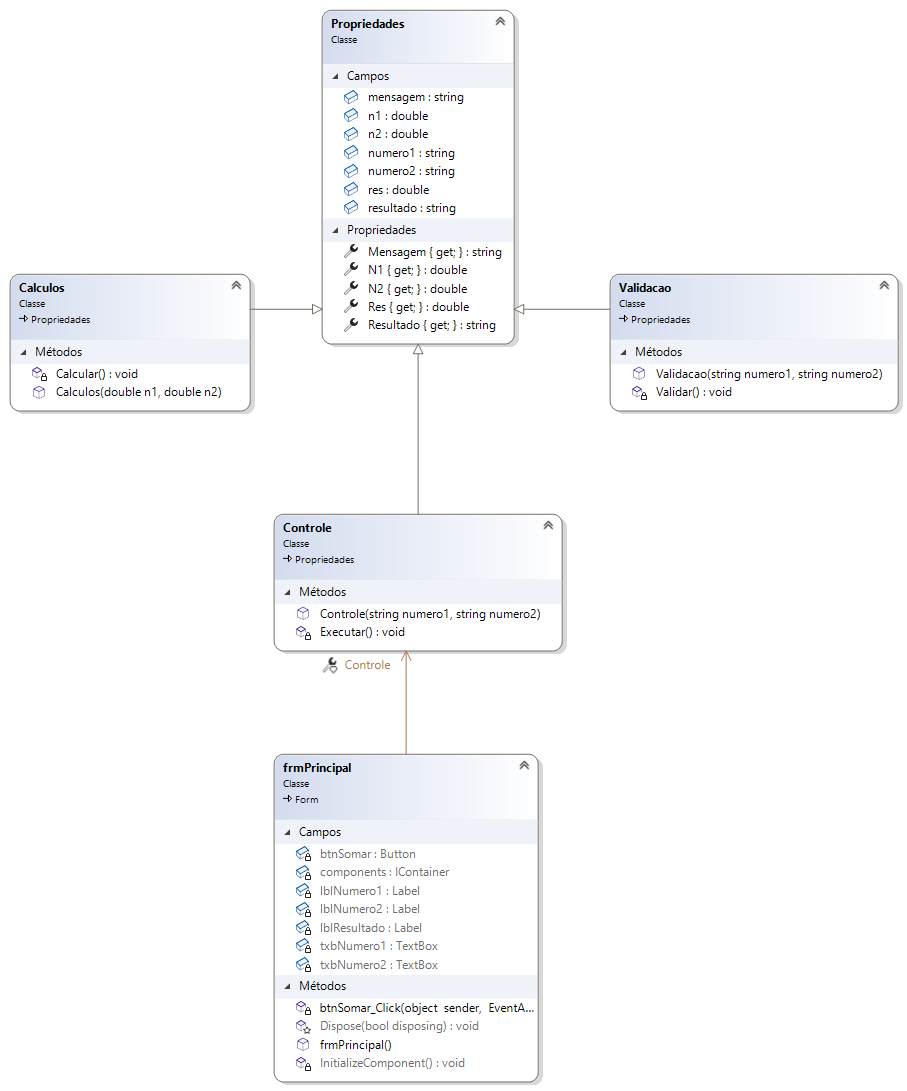 Propriedades
Classe
Campos
mensagem : string
n1 : double
n2 : double
numero1 : string
numero2 : string
res : double
resultado : string
Propriedades
Mensagem { get; } : string
N1 { get; } : double
N2 { get; } : double
Res { get; } : double
Resultado { get; } : string
Calculos
Classe
Propriedades
Métodos
Calcular() : void
Calculos(double n1, double n2)
Validacao
Classe
Propriedades
Métodos
Validacao(string numero1, string numero2)
Validar() : void
Controle
Classe
Propriedades
Métodos
Controle(string numero1, string numero2)
Executar() : void
Controle
frmPrincipal
Classe
Form
Campos
btnSomar : Button
components : IContainer
lblNumero1 : Label
lblNumero2 : Label
lblResultado : Label
txbNumero1 : TextBox
txbNumero2 : TextBox
Métodos
btnSomar_Click(object sender, EventA...
Dispose(bool disposing) : void
frmPrincipal()
InitializeComponent() : void